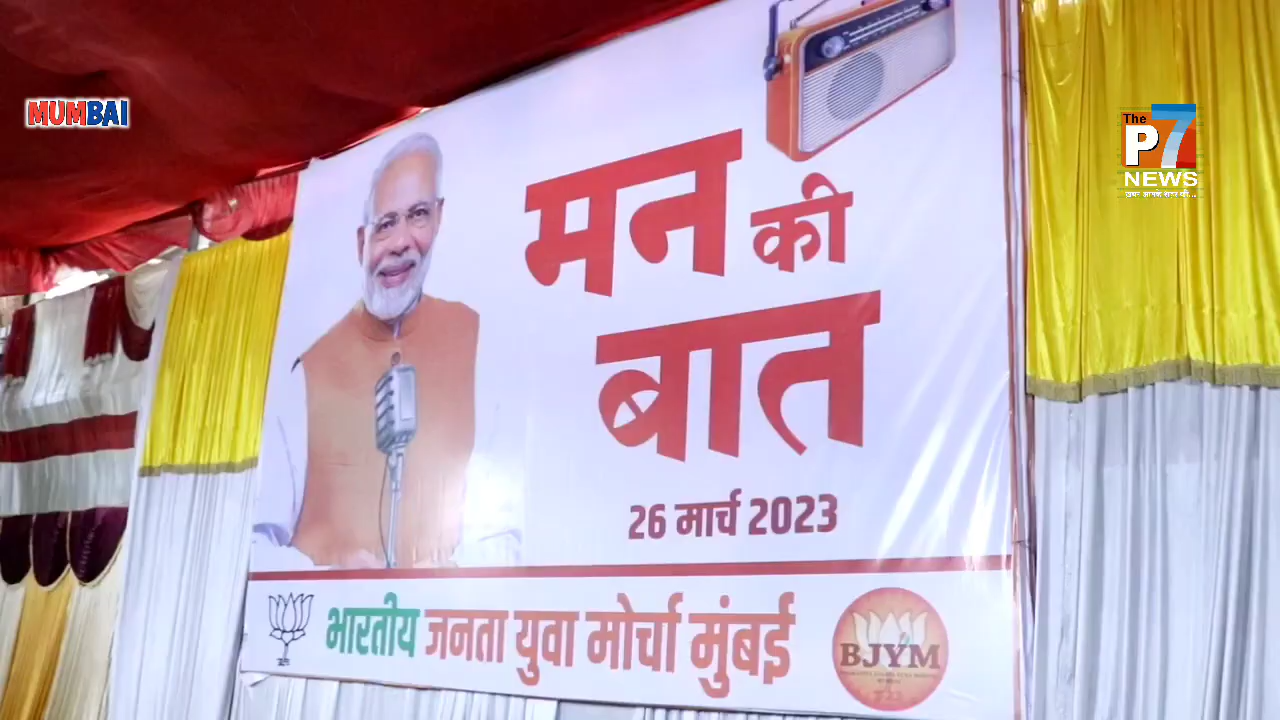 MUMBAI
The
P7
NEWS
मन की
बात
26 मार्च 2023
भारतीय जनता युवा मोर्चा मुंबई
BJYM